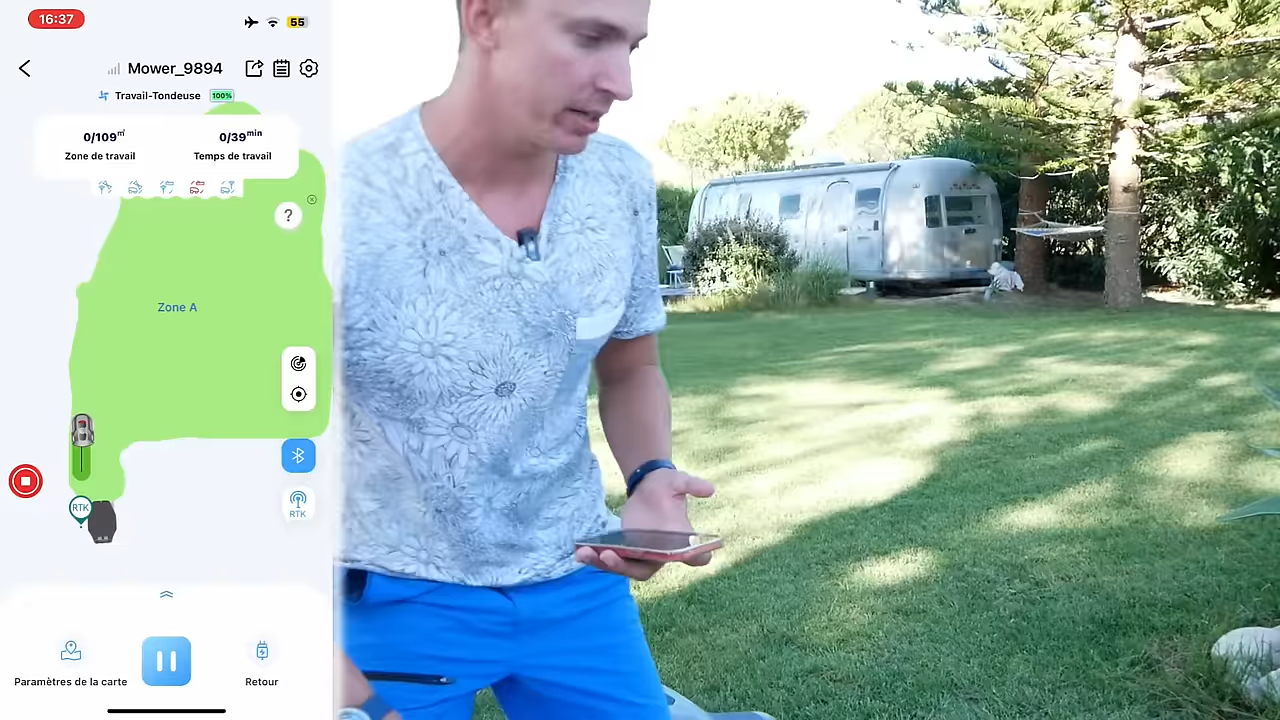 16:37
55
Mower_9894
Travail-Tondeuse 100%
0/109㎡ 0/39min
Zone de travail Temps de travail
?
Zone A
RTK
RTK
Paramètres de la carte Retour